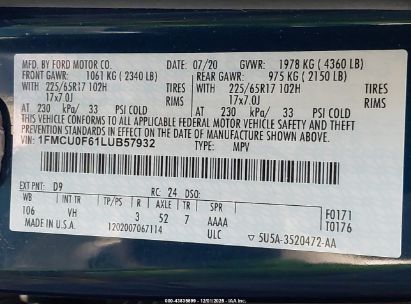 MFD. BY FORD MOTOR CO.
07/20 GVWR: 1978 KG ( 4360 LB)
FRONT GAWR: 1061 KG ( 2340 LB)
REAR GAWR: 975 KG ( 2150 LB)
WITH 225/65R17 102H TIRES
WITH 225/65R17 102H TIRES
17x7.0J RIMS
17x7.0J RIMS
AT 230 kPa/ 33 PSI COLD
AT 230 kPa/ 33 PSI COLD
THIS VEHICLE CONFORMS TO ALL APPLICABLE FEDERAL MOTOR VEHICLE SAFETY AND
BUMPER STANDARDS IN EFFECT ON THE DATE OF MANUFACTURE SHOWN ABOVE.
VIN: 1FMCU0F61LUB57932
TYPE: MPV
EXT PNT: D9 RC: 24 DSO:
WB INT TR R AXLE TR SPR
106 VH 3 52 7 AAAA
F0171
T0176
MADE IN U.S.A. 1202007067114 ULC
5U5A-3520472-AA